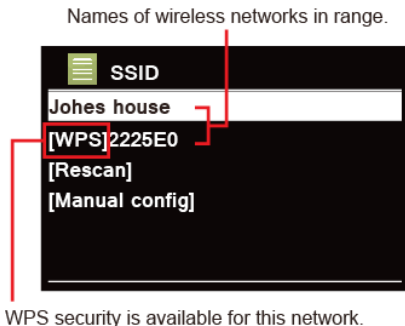 Names of wireless networks in range.
SSID
Johes house
[WPS]2225E0
[Rescan]
[Manual config]
WPS security is available for this network.